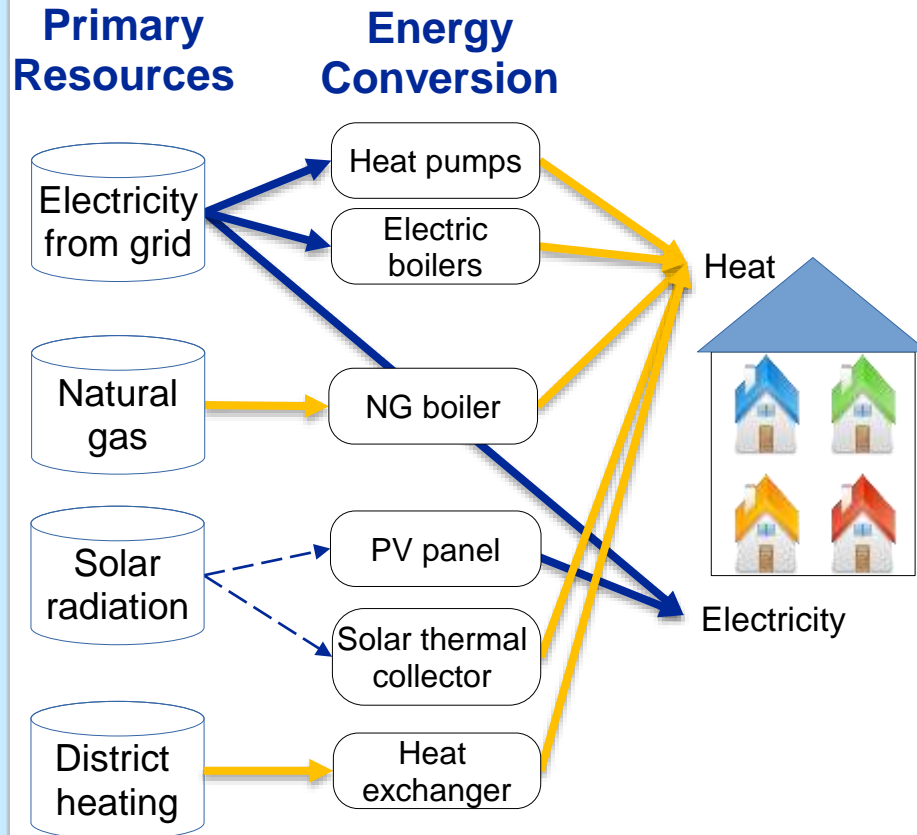 Primary
Resources
Energy
Conversion
Electricity
from grid
Heat pumps
Electric
boilers
Heat
Natural
gas
NG boiler
Solar
radiation
PV panel
Solar thermal
collector
Electricity
District
heating
Heat
exchanger